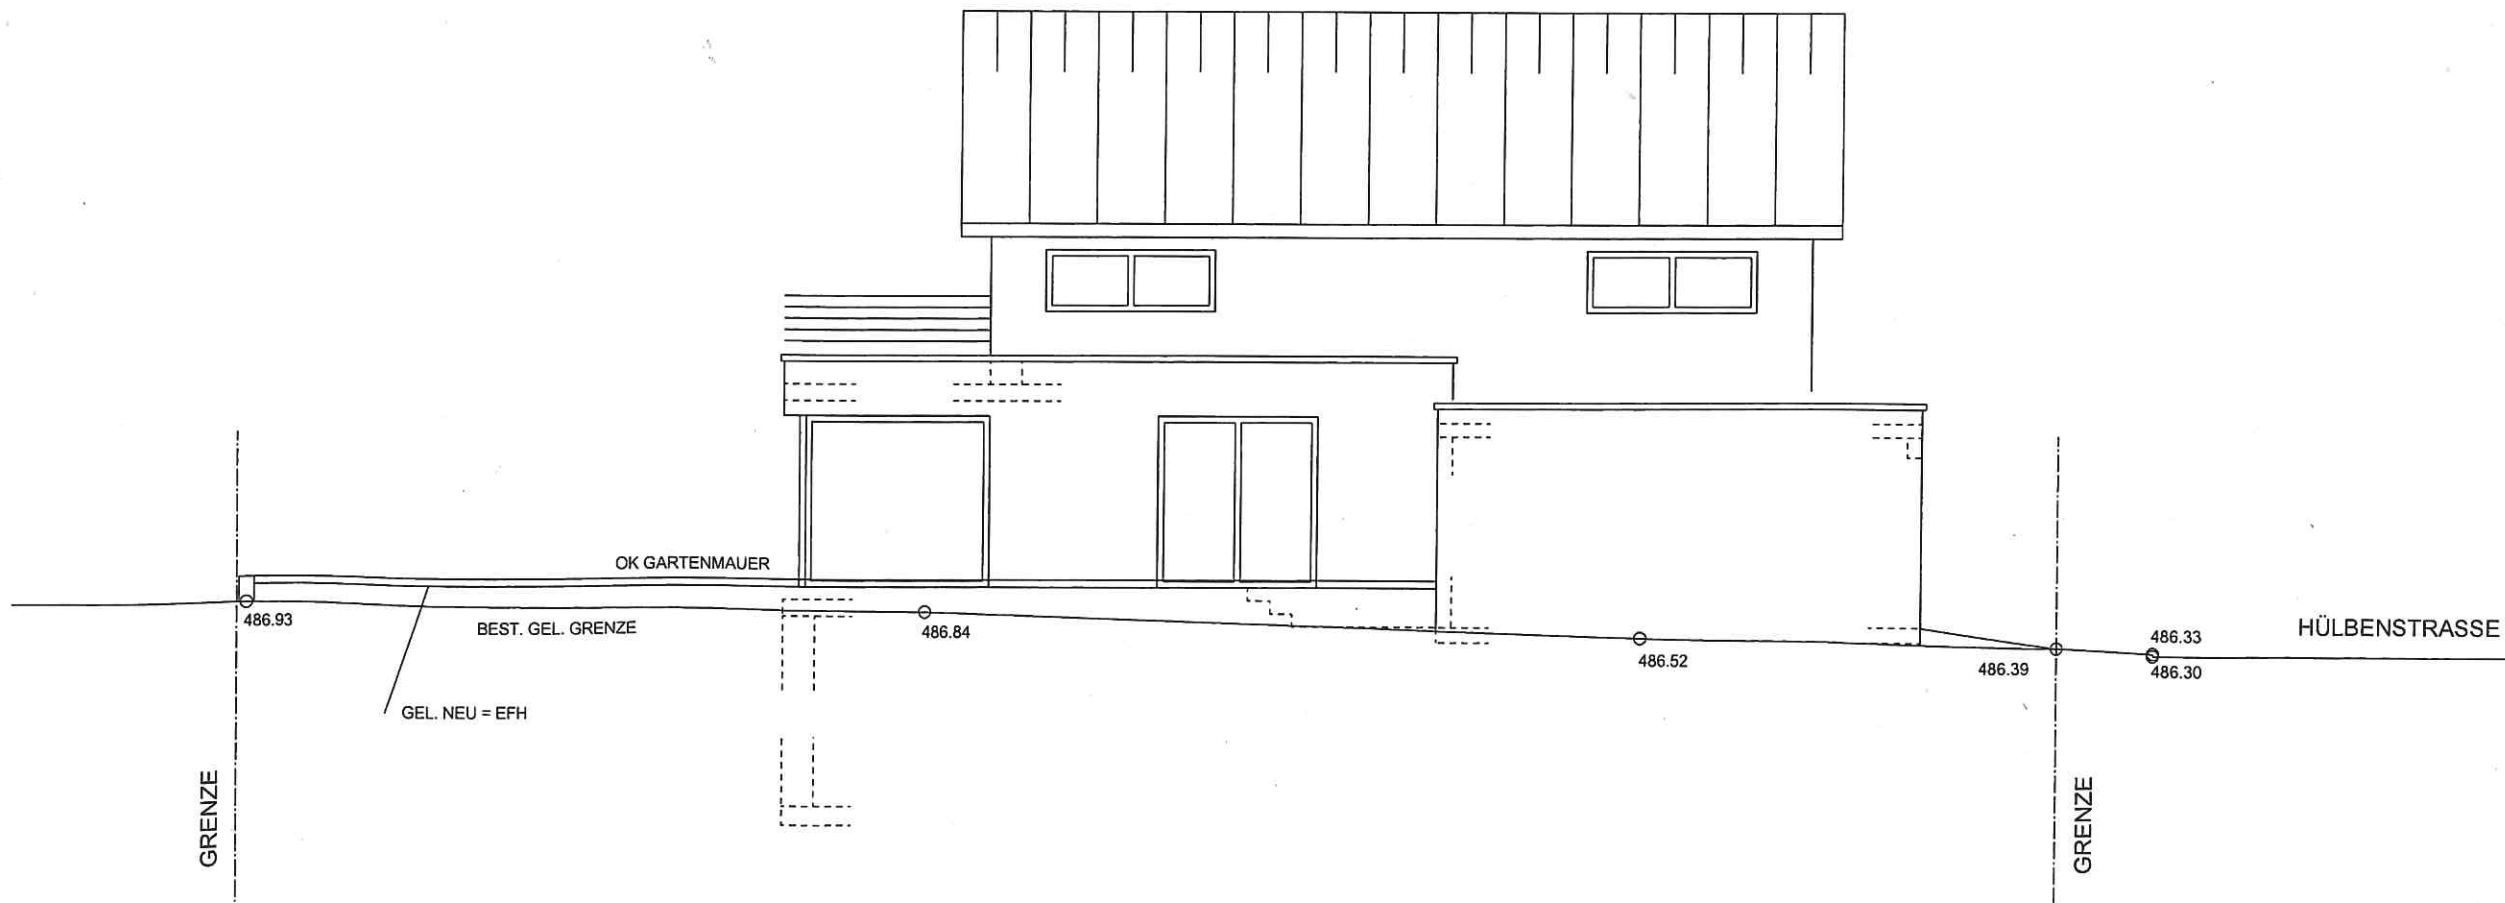 OK GARTENMAUER
486.93
BEST. GEL. GRENZE
486.84
486.52
486.39
486.33
486.30
HÜLBENSTRASSE
GEL. NEU = EFH
GRENZE
GRENZE